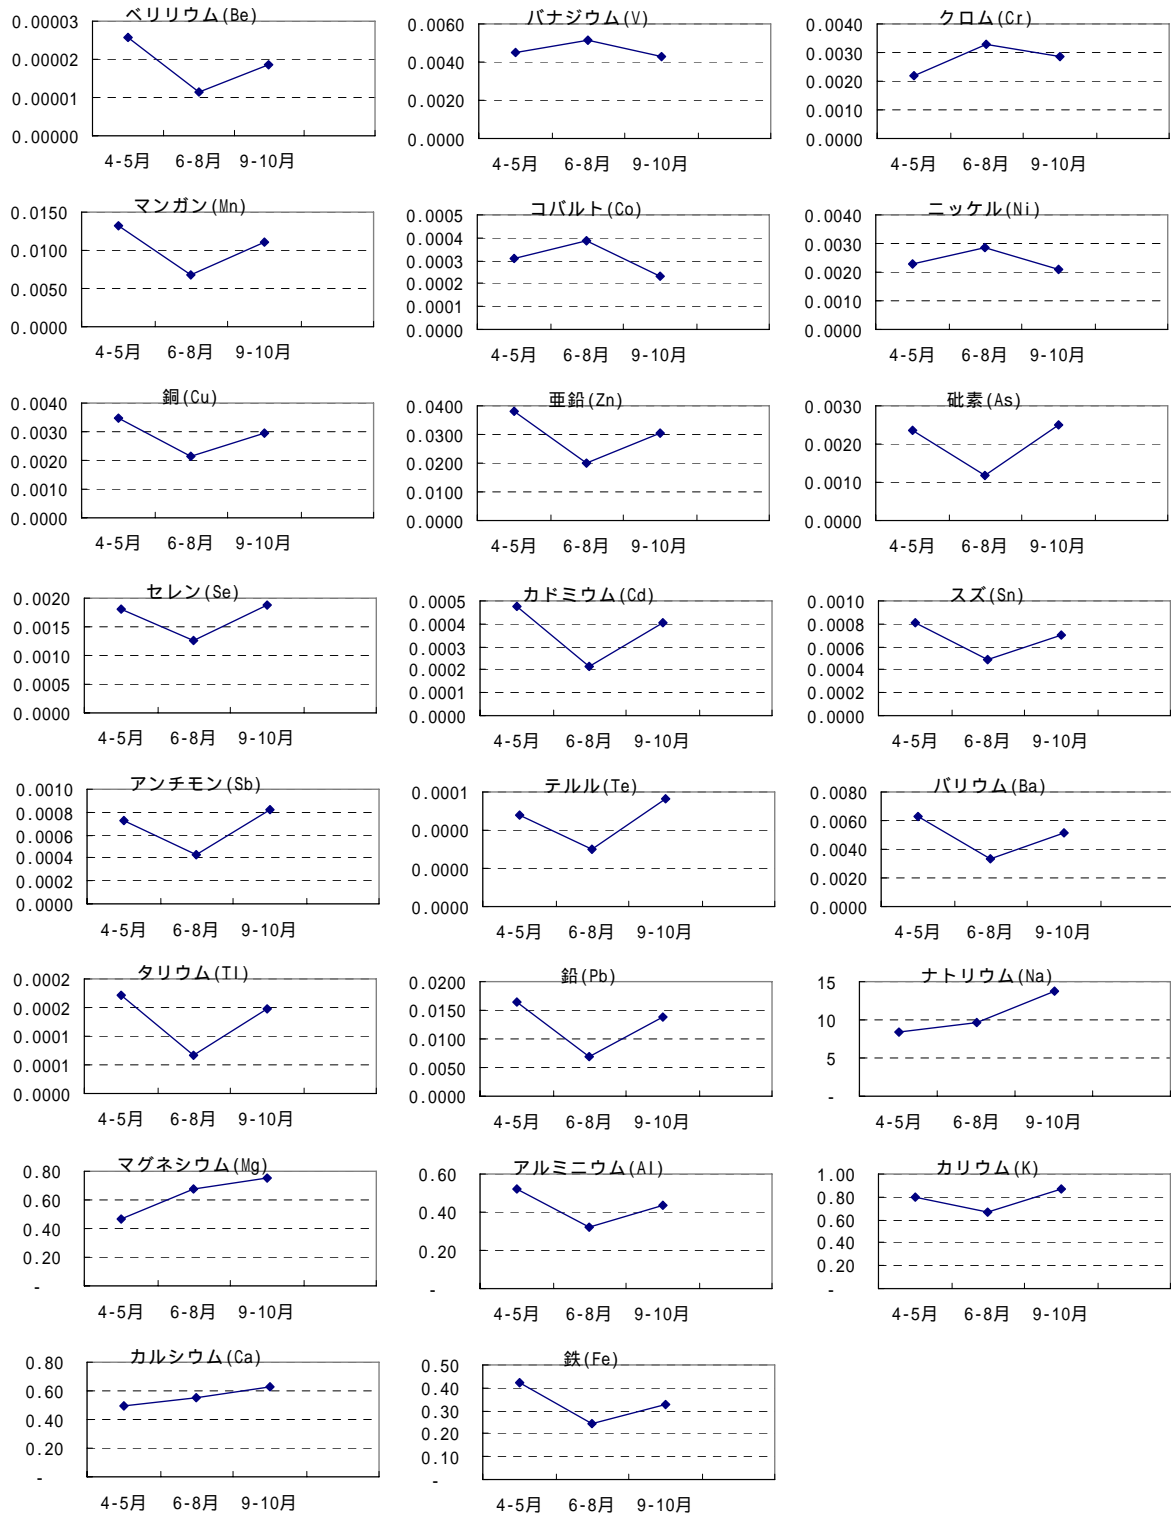 ベリリウム(Be)
0.00003
0.00002
0.00001
0.00000
4-5月 6-8月 9-10月
バナジウム(V)
0.0060
0.0040
0.0020
0.0000
4-5月 6-8月 9-10月
クロム(Cr)
0.0040
0.0030
0.0020
0.0010
0.0000
4-5月 6-8月 9-10月
マンガン(Mn)
0.0150
0.0100
0.0050
0.0000
4-5月 6-8月 9-10月
コバルト(Co)
0.0005
0.0004
0.0003
0.0002
0.0001
0.0000
4-5月 6-8月 9-10月
ニッケル(Ni)
0.0040
0.0030
0.0020
0.0010
0.0000
4-5月 6-8月 9-10月
銅(Cu)
0.0040
0.0030
0.0020
0.0010
0.0000
4-5月 6-8月 9-10月
亜鉛(Zn)
0.0400
0.0300
0.0200
0.0100
0.0000
4-5月 6-8月 9-10月
砒素(As)
0.0030
0.0020
0.0010
0.0000
4-5月 6-8月 9-10月
セレン(Se)
0.0020
0.0015
0.0010
0.0005
0.0000
4-5月 6-8月 9-10月
カドミウム(Cd)
0.0005
0.0004
0.0003
0.0002
0.0001
0.0000
4-5月 6-8月 9-10月
スズ(Sn)
0.0010
0.0008
0.0006
0.0004
0.0002
0.0000
4-5月 6-8月 9-10月
アンチモン(Sb)
0.0010
0.0008
0.0006
0.0004
0.0002
0.0000
4-5月 6-8月 9-10月
テルル(Te)
0.0001
0.0000
0.0000
0.0000
4-5月 6-8月 9-10月
バリウム(Ba)
0.0080
0.0060
0.0040
0.0020
0.0000
4-5月 6-8月 9-10月
タリウム(Tl)
0.0002
0.0002
0.0001
0.0001
0.0000
4-5月 6-8月 9-10月
鉛(Pb)
0.0200
0.0150
0.0100
0.0050
0.0000
4-5月 6-8月 9-10月
ナトリウム(Na)
15
10
5
-
4-5月 6-8月 9-10月
マグネシウム(Mg)
0.80
0.60
0.40
0.20
-
4-5月 6-8月 9-10月
アルミニウム(Al)
0.60
0.40
0.20
-
4-5月 6-8月 9-10月
カリウム(K)
1.00
0.80
0.60
0.40
0.20
-
4-5月 6-8月 9-10月
カルシウム(Ca)
0.80
0.60
0.40
0.20
-
4-5月 6-8月 9-10月
鉄(Fe)
0.50
0.40
0.30
0.20
0.10
-
4-5月 6-8月 9-10月